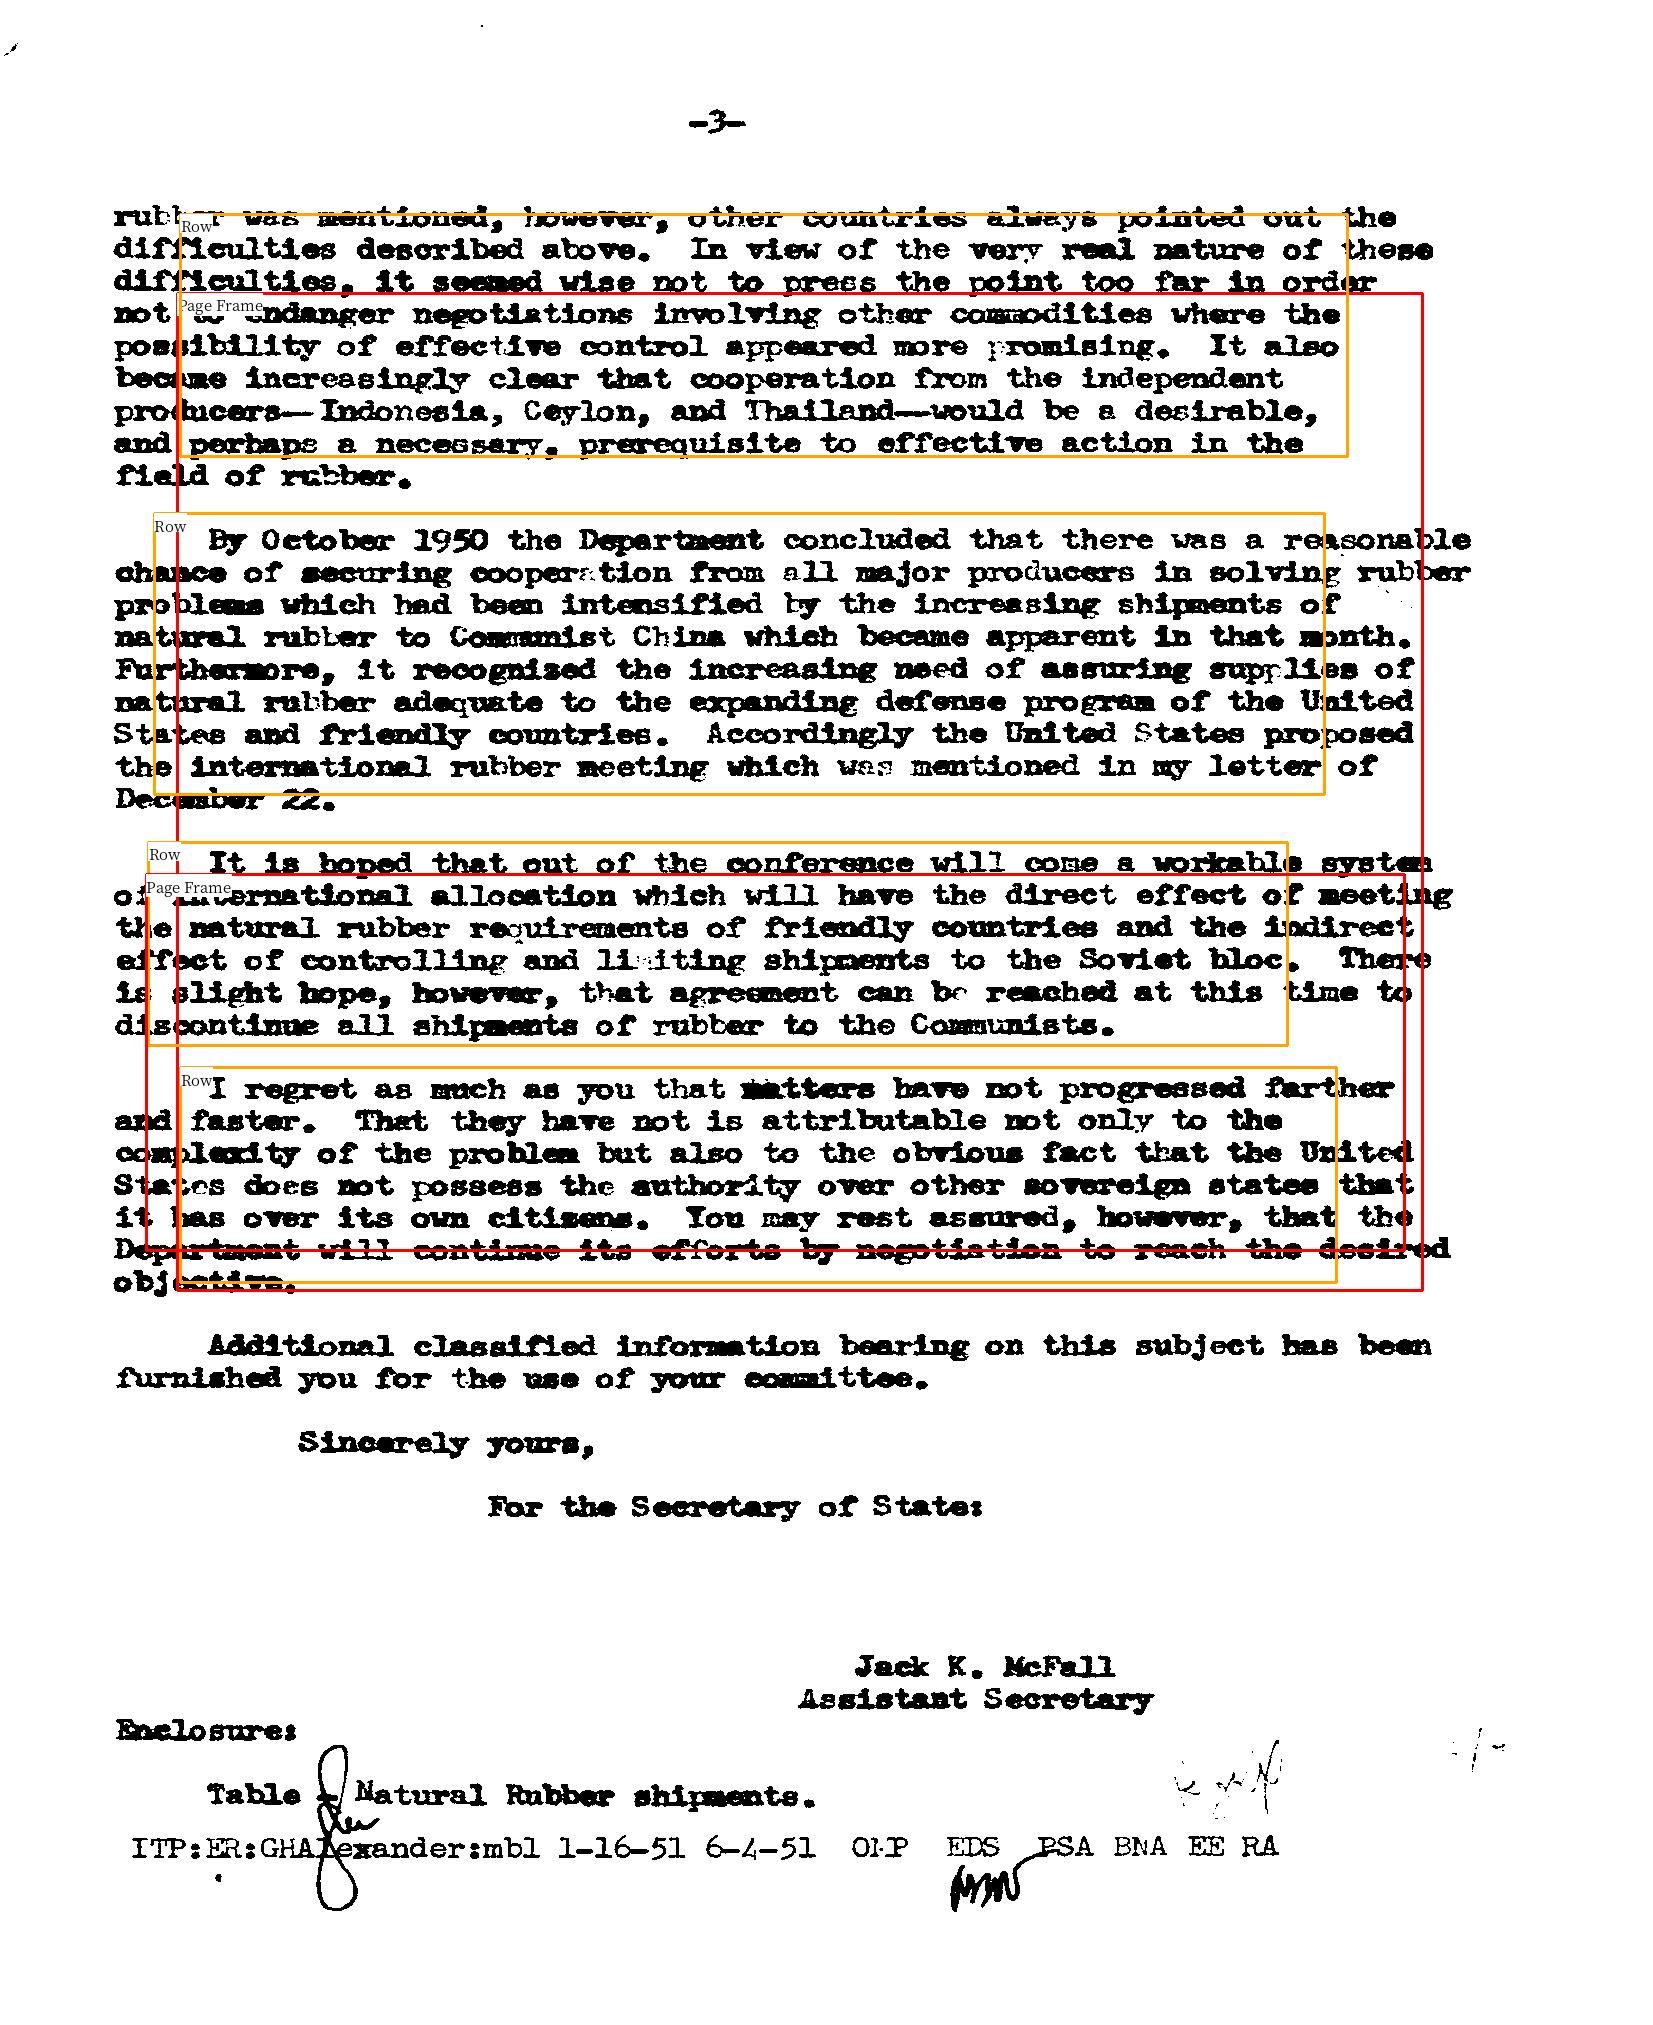 -3-
rubber was mentioned, however, other countries always pointed out the
Row
difficulties described above. In view of the very real nature of these
difficulties, it seemed wise not to press the point too far in order
Page Frame
not to endanger negotiations involving other commodities where the
possibility of effective control appeared more promising. It also
became increasingly clear that cooperation from the independent
producers—Indonesia, Ceylon, and Thailand—would be a desirable,
and perhaps a necessary, prerequisite to effective action in the
field of rubber.
Row
By October 1950 the Department concluded that there was a reasonable
chance of securing cooperation from all major producers in solving rubber
problems which had been intensified by the increasing shipments of
natural rubber to Communist China which became apparent in that month.
Furthermore, it recognized the increasing need of assuring supplies of
natural rubber adequate to the expanding defense program of the United
States and friendly countries. Accordingly the United States proposed
the international rubber meeting which was mentioned in my letter of
December 22.
Row
It is hoped that out of the conference will come a workable system
Page Frame
of international allocation which will have the direct effect of meeting
the natural rubber requirements of friendly countries and the indirect
effect of controlling and limiting shipments to the Soviet bloc. There
is slight hope, however, that agreement can be reached at this time to
discontinue all shipments of rubber to the Communists.
Row
I regret as much as you that matters have not progressed farther
and faster. That they have not is attributable not only to the
complexity of the problem but also to the obvious fact that the United
States does not possess the authority over other sovereign states that
it has over its own citizens. You may rest assured, however, that the
Department will continue its efforts by negotiation to reach the desired
objective.
Additional classified information bearing on this subject has been
furnished you for the use of your committee.
Sincerely yours,
For the Secretary of State:
Jack K. McFall
Assistant Secretary
Enclosure:
Table - Natural Rubber shipments.
ITP:ER:GHAlexander:mbl 1-16-51 6-4-51 EDS PSA BNA EE RA